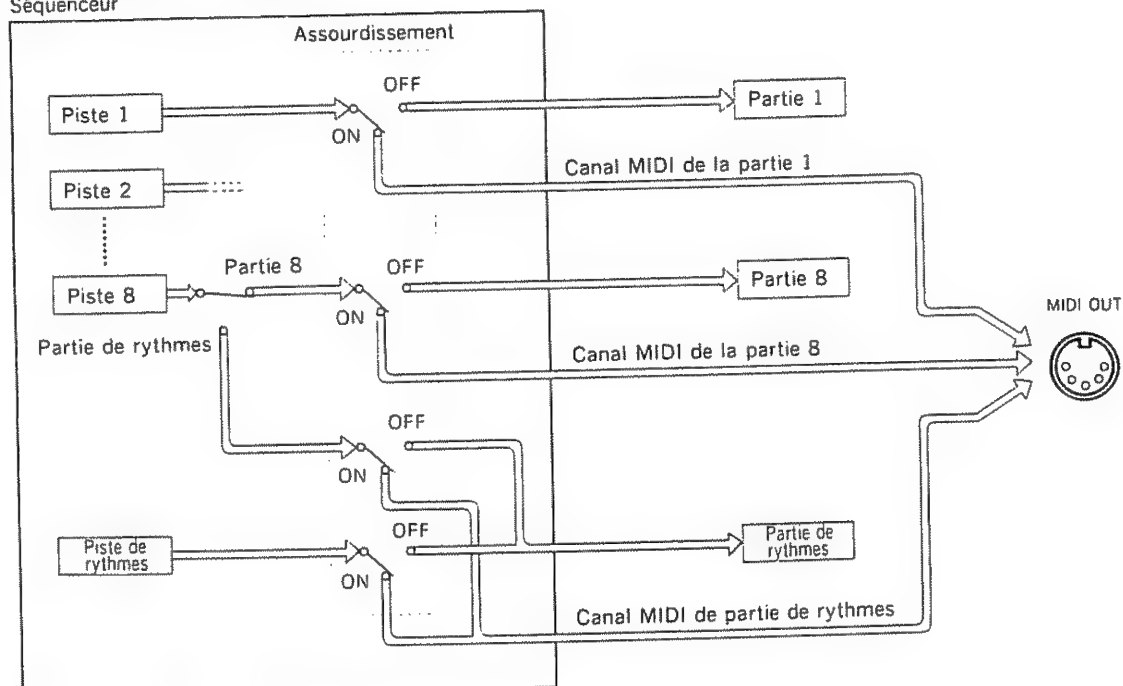 Séquenceur
Assourdissement
OFF
Piste 1
Partie 1
ON
Canal MIDI de la partie 1
Piste 2
Partie 8
OFF
Piste 8
Partie 8
ON
MIDI OUT
Partie de rythmes
Canal MIDI de la partie 8
OFF
ON
OFF
Piste de
rythmes
Partie de
rythmes
ON
Canal MIDI de partie de rythmes